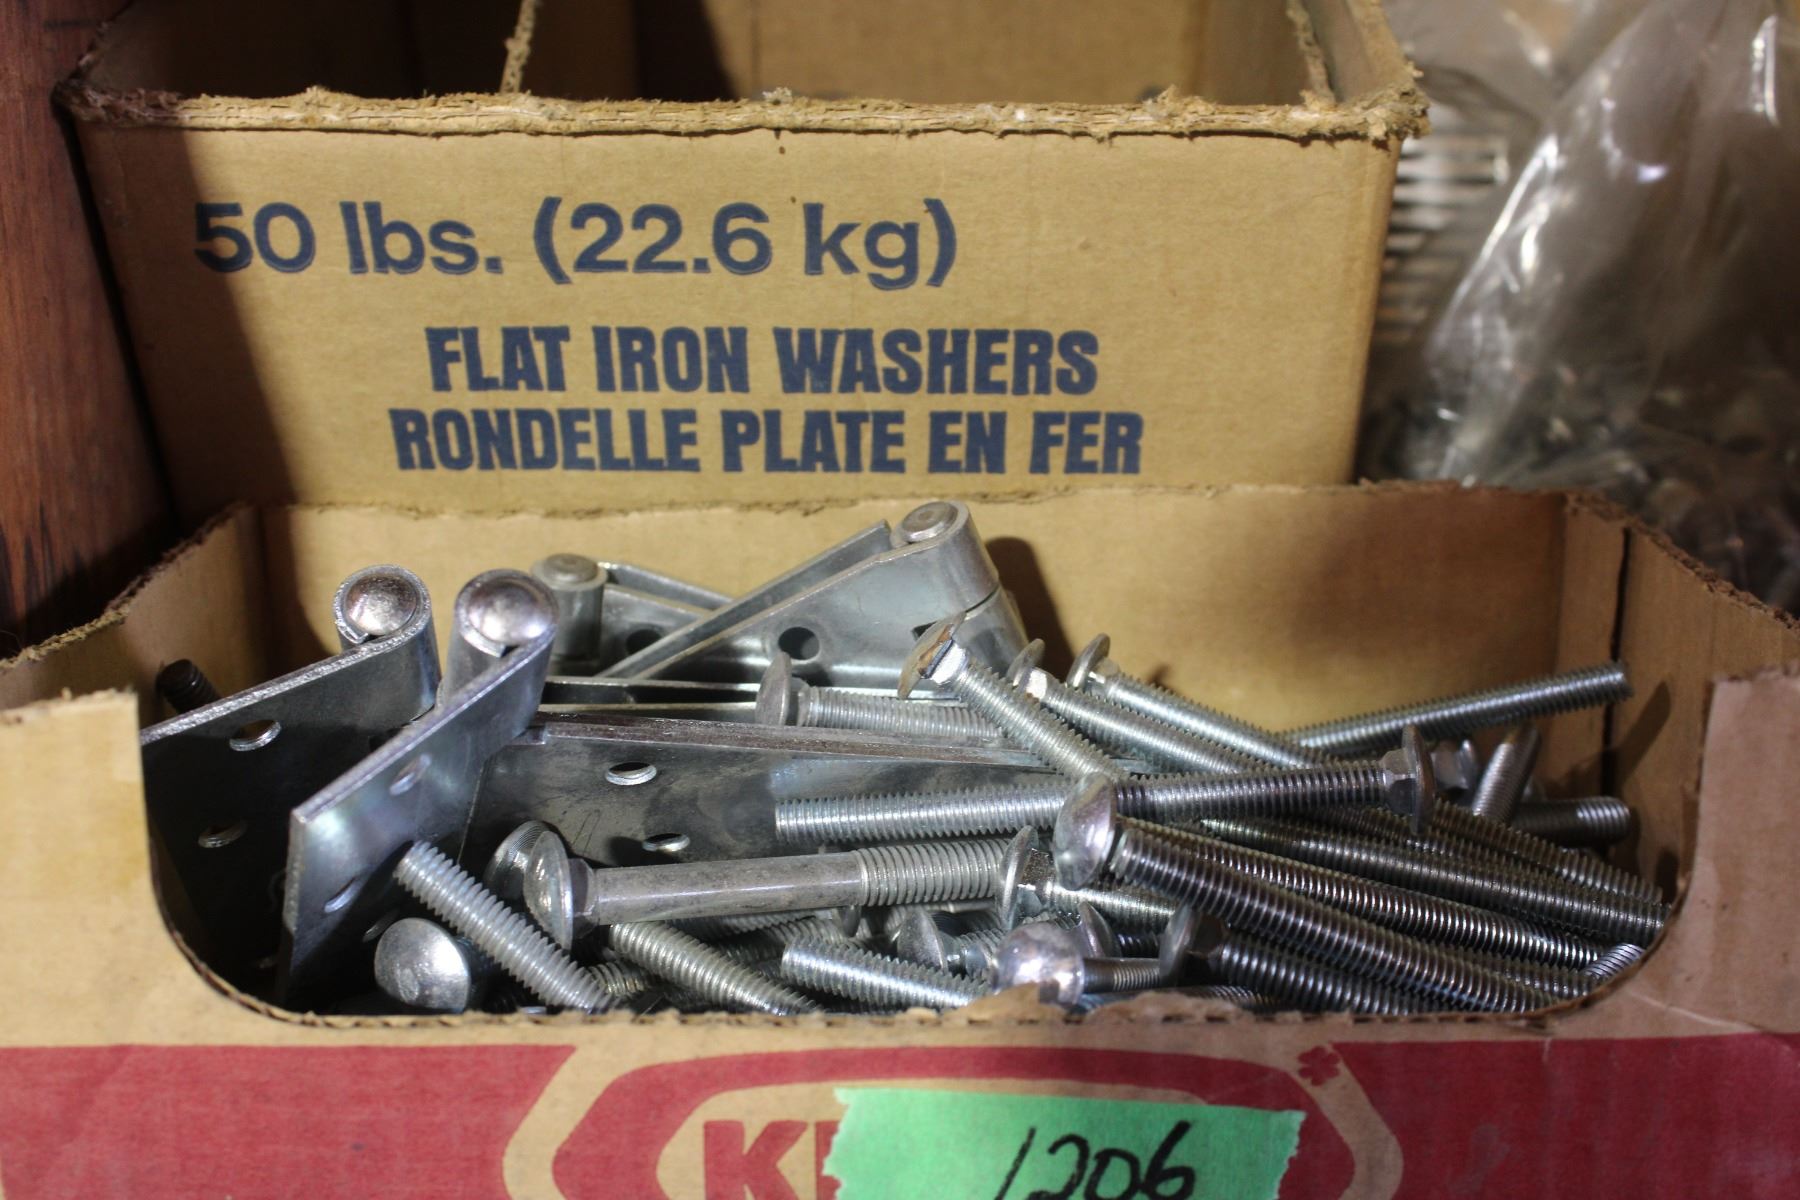 50 lbs. (22.6 kg)
FLAT IRON WASHERS
RONDELLE PLATE EN FER
1206